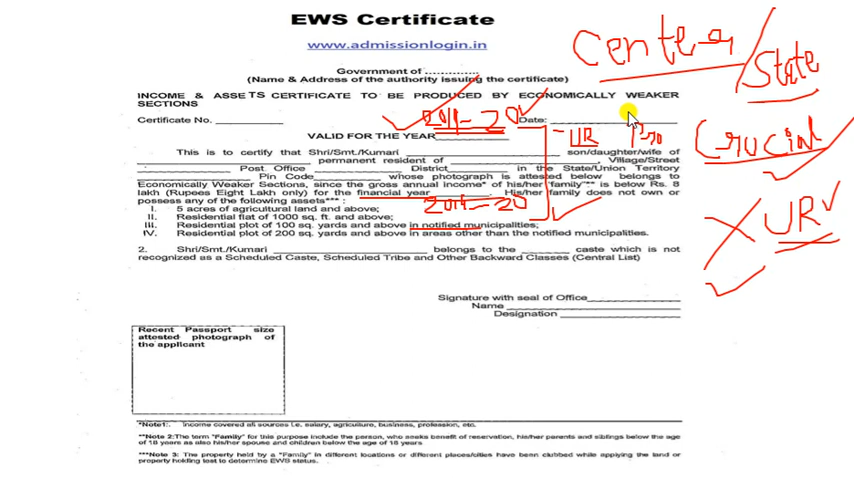 EWS Certificate
www.admissionlogin.in
Government of ..............
(Name & Address of the authority issuing the certificate)
INCOME & ASSETS CERTIFICATE TO BE PRODUCED BY ECONOMICALLY WEAKER
SECTIONS
Certificate No. __________ Date: __________
VALID FOR THE YEAR __________
This is to certify that Shri/Smt./Kumari __________ son/daughter/wife of
__________ permanent resident of __________, Village/Street
__________ Post Office __________ District __________ in the State/Union Territory
__________ Pin Code __________ whose photograph is attested below belongs to
Economically Weaker Sections, since the gross annual income* of his/her "family"** is below Rs. 8
lakh (Rupees Eight Lakh only) for the financial year __________. His/her family does not own or
possess any of the following assets*** :
I. 5 acres of agricultural land and above;
II. Residential flat of 1000 sq. ft. and above;
III. Residential plot of 100 sq. yards and above in notified municipalities;
IV. Residential plot of 200 sq. yards and above in areas other than the notified municipalities.
2. Shri/Smt./Kumari __________ belongs to the __________ caste which is not
recognized as a Scheduled Caste, Scheduled Tribe and Other Backward Classes (Central List)
Signature with seal of Office __________
Name __________
Designation __________
Recent Passport size
attested photograph of
the applicant
*Note1: Income covered all sources i.e. salary, agriculture, business, profession, etc.
**Note 2:The term "Family" for this purpose include the person, who seeks benefit of reservation, his/her parents and siblings below the age
of 18 years as also his/her spouse and children below the age of 18 years
***Note 3: The property held by a "Family" in different locations or different places/cities have been clubbed while applying the land or
property holding test to determine EWS status.
/
State
Crucial
UR
UR